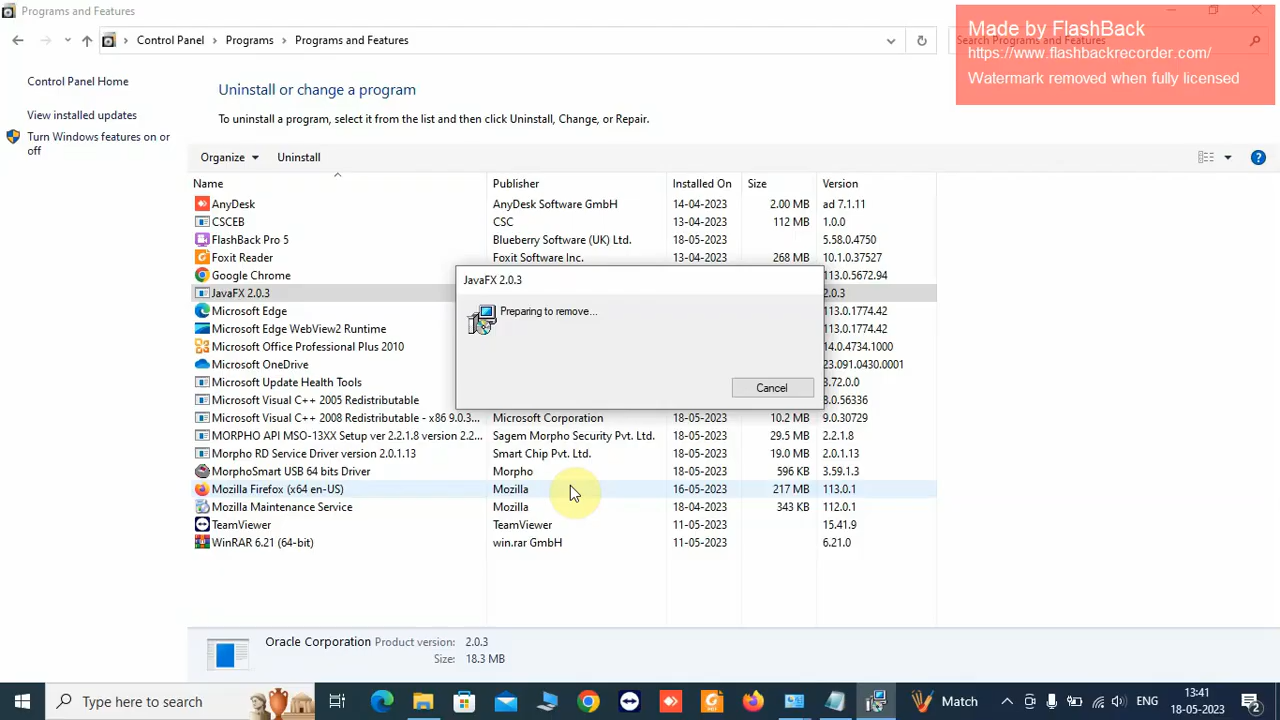 Programs and Features
Made by FlashBack
https://www.flashbackrecorder.com/
Watermark removed when fully licensed
Control Panel Programs Programs and Features
Search Programs and Features
Control Panel Home
View installed updates
Turn Windows features on or
off
Uninstall or change a program
To uninstall a program, select it from the list and then click Uninstall, Change, or Repair.
Organize Uninstall
Name Publisher Installed On Size Version
AnyDesk AnyDesk Software GmbH 14-04-2023 2.00 MB ad 7.1.11
CSCEB CSC 13-04-2023 112 MB 1.0.0
FlashBack Pro 5 Blueberry Software (UK) Ltd. 18-05-2023 5.58.0.4750
Foxit Reader Foxit Software Inc. 13-04-2023 268 MB 10.1.0.37527
Google Chrome 113.0.5672.94
JavaFX 2.0.3 2.0.3
Microsoft Edge 113.0.1774.42
Microsoft Edge WebView2 Runtime 113.0.1774.42
Microsoft Office Professional Plus 2010 14.0.4734.1000
Microsoft OneDrive 23.091.0430.0001
Microsoft Update Health Tools 3.72.0.0
Microsoft Visual C++ 2005 Redistributable 8.0.56336
Microsoft Visual C++ 2008 Redistributable - x86 9.0.3... Microsoft Corporation 18-05-2023 10.2 MB 9.0.30729
MORPHO API MSO-13XX Setup ver 2.2.1.8 version 2.2... Sagem Morpho Security Pvt. Ltd. 18-05-2023 29.5 MB 2.2.1.8
Morpho RD Service Driver version 2.0.1.13 Smart Chip Pvt. Ltd. 18-05-2023 19.0 MB 2.0.1.13
MorphoSmart USB 64 bits Driver Morpho 18-05-2023 596 KB 3.59.1.3
Mozilla Firefox (x64 en-US) Mozilla 16-05-2023 217 MB 113.0.1
Mozilla Maintenance Service Mozilla 18-04-2023 343 KB 112.0.1
TeamViewer TeamViewer 11-05-2023 15.41.9
WinRAR 6.21 (64-bit) win.rar GmbH 11-05-2023 6.21.0
JavaFX 2.0.3
Preparing to remove...
Cancel
Oracle Corporation Product version: 2.0.3
Size: 18.3 MB
Type here to search
Match
ENG
13:41
18-05-2023
2